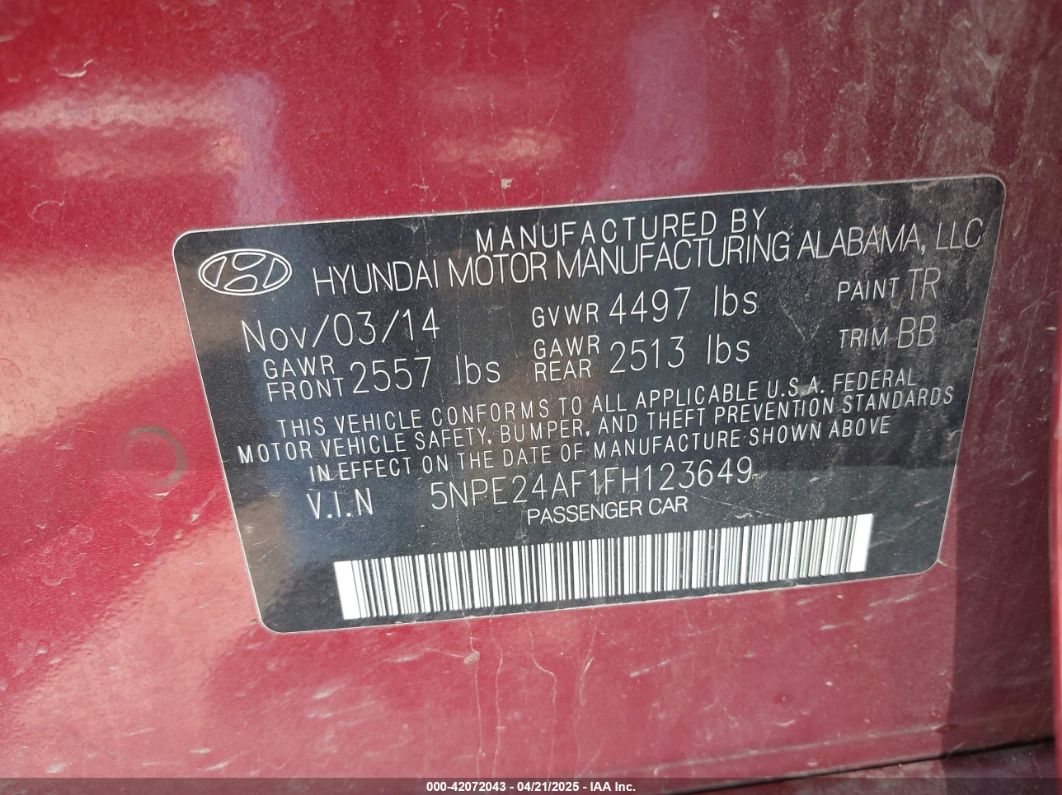 MANUFACTURED BY
HYUNDAI MOTOR MANUFACTURING ALABAMA, LLC
Nov/03/14 GVWR 4497 lbs PAINT TR
GAWR FRONT 2557 lbs GAWR REAR 2513 lbs TRIM BB
THIS VEHICLE CONFORMS TO ALL APPLICABLE U.S.A. FEDERAL
MOTOR VEHICLE SAFETY, BUMPER, AND THEFT PREVENTION STANDARDS
IN EFFECT ON THE DATE OF MANUFACTURE SHOWN ABOVE
V.I.N 5NPE24AF1FH123649
PASSENGER CAR
000-42072043 - 04/21/2025 - IAA Inc.